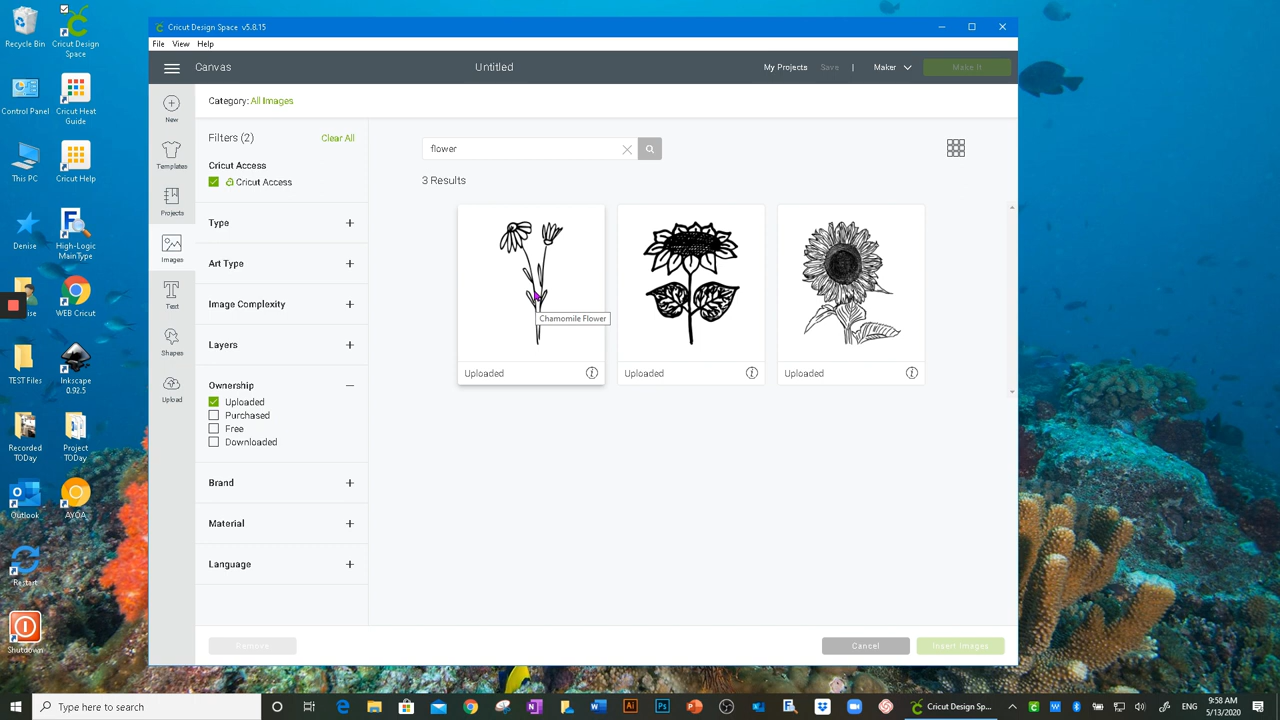 Cricut Design Space v5.8.15
File View Help
Canvas
Untitled
My Projects Save | Maker Make It
New
Templates
Projects
Images
Text
Shapes
Upload
Category: All Images
Filters (2) Clear All
Cricut Access
Cricut Access
Type
Art Type
Image Complexity
Layers
Ownership
Uploaded
Purchased
Free
Downloaded
Brand
Material
Language
flower
3 Results
Chamomile Flower
Uploaded
Uploaded
Uploaded
Remove
Cancel
Insert Images
Recycle Bin
Cricut Design
Space
Control Panel
Cricut Heat
Guide
This PC
Cricut Help
Denise
High-Logic
MainType
WEB Cricut
TEST Files
Inkscape
0.92.5
Recorded
TODay
Project
TODay
Outlook
AYOA
Restart
Shutdown
Type here to search
Cricut Design Spa...
ENG
9:58 AM
5/13/2020